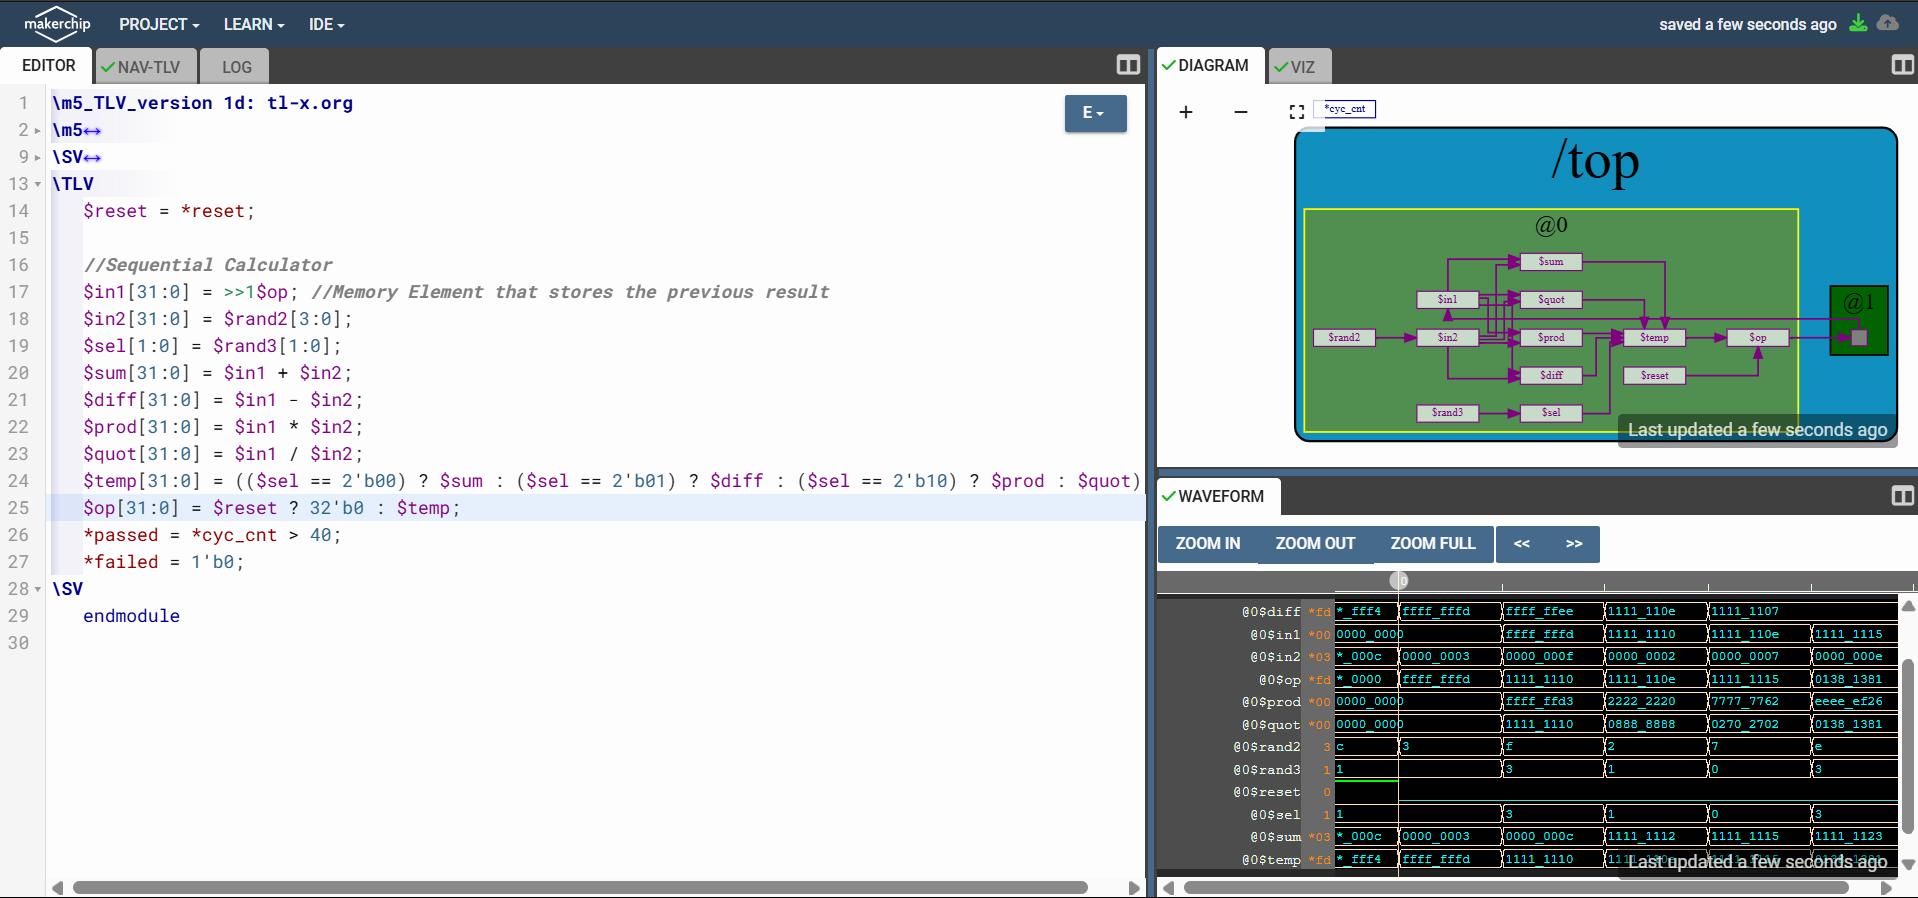 makerchip PROJECT LEARN IDE saved a few seconds ago
EDITOR NAV-TLV LOG
1 \m5_TLV_version 1d: tl-x.org
2 \m5
9 \SV
13 \TLV
14 $reset = *reset;
15
16 //Sequential Calculator
17 $in1[31:0] = >>1$op; //Memory Element that stores the previous result
18 $in2[31:0] = $rand2[3:0];
19 $sel[1:0] = $rand3[1:0];
20 $sum[31:0] = $in1 + $in2;
21 $diff[31:0] = $in1 - $in2;
22 $prod[31:0] = $in1 * $in2;
23 $quot[31:0] = $in1 / $in2;
24 $temp[31:0] = (($sel == 2'b00) ? $sum : ($sel == 2'b01) ? $diff : ($sel == 2'b10) ? $prod : $quot)
25 $op[31:0] = $reset ? 32'b0 : $temp;
26 *passed = *cyc_cnt > 40;
27 *failed = 1'b0;
28 \SV
29 endmodule
30
E
DIAGRAM VIZ
+ −
*cyc_cnt
/top
@0
$sum
$in1 $quot
@1
$rand2 $in2 $prod $temp $op
$diff $reset
$rand3 $sel
Last updated a few seconds ago
WAVEFORM
ZOOM IN ZOOM OUT ZOOM FULL << >>
0
@0$diff *fd *_fff4 ffff_fffd ffff_ffee 1111_110e 1111_1107
@0$in1 *00 0000_0000 ffff_fffd 1111_1110 1111_110e 1111_1115
@0$in2 *03 *_000c 0000_0003 0000_000f 0000_0002 0000_0007 0000_000e
@0$op *fd *_0000 ffff_fffd 1111_1110 1111_110e 1111_1115 0138_1381
@0$prod *00 0000_0000 ffff_ffd3 2222_2220 7777_7762 eeee_ef26
@0$quot *00 0000_0000 1111_1110 0888_8888 0270_2702 0138_1381
@0$rand2 3 c 3 f 2 7 e
@0$rand3 1 1 3 1 0 3
@0$reset 0
@0$sel 1 1 3 1 0 3
@0$sum *03 *_000c 0000_0003 0000_000c 1111_1112 1111_1115 1111_1123
@0$temp *fd *_fff4 ffff_fffd 1111_1110
Last updated a few seconds ago